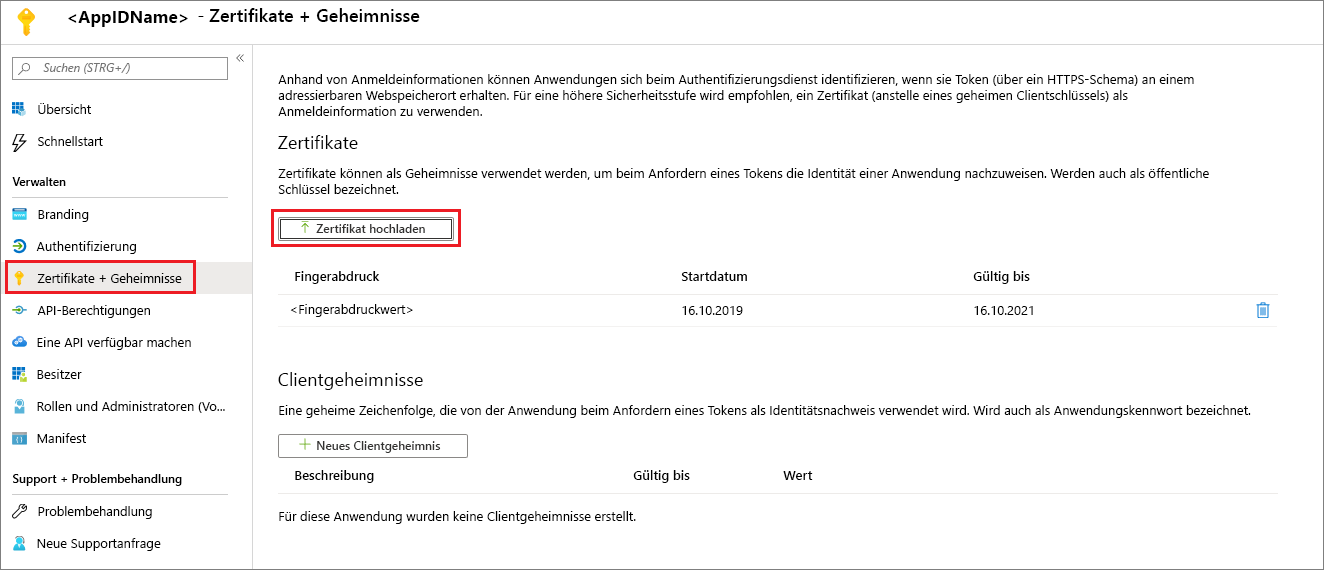 <AppIDName> - Zertifikate + Geheimnisse
Suchen (STRG+/)
«
Übersicht
Schnellstart
Verwalten
Branding
Authentifizierung
Zertifikate + Geheimnisse
API-Berechtigungen
Eine API verfügbar machen
Besitzer
Rollen und Administratoren (Vo...
Manifest
Support + Problembehandlung
Problembehandlung
Neue Supportanfrage
Anhand von Anmeldeinformationen können Anwendungen sich beim Authentifizierungsdienst identifizieren, wenn sie Token (über ein HTTPS-Schema) an einem
adressierbaren Webspeicherort erhalten. Für eine höhere Sicherheitsstufe wird empfohlen, ein Zertifikat (anstelle eines geheimen Clientschlüssels) als
Anmeldeinformation zu verwenden.
Zertifikate
Zertifikate können als Geheimnisse verwendet werden, um beim Anfordern eines Tokens die Identität einer Anwendung nachzuweisen. Werden auch als öffentliche
Schlüssel bezeichnet.
Zertifikat hochladen
Fingerabdruck Startdatum Gültig bis
<Fingerabdruckwert> 16.10.2019 16.10.2021
Clientgeheimnisse
Eine geheime Zeichenfolge, die von der Anwendung beim Anfordern eines Tokens als Identitätsnachweis verwendet wird. Wird auch als Anwendungskennwort bezeichnet.
Neues Clientgeheimnis
Beschreibung Gültig bis Wert
Für diese Anwendung wurden keine Clientgeheimnisse erstellt.